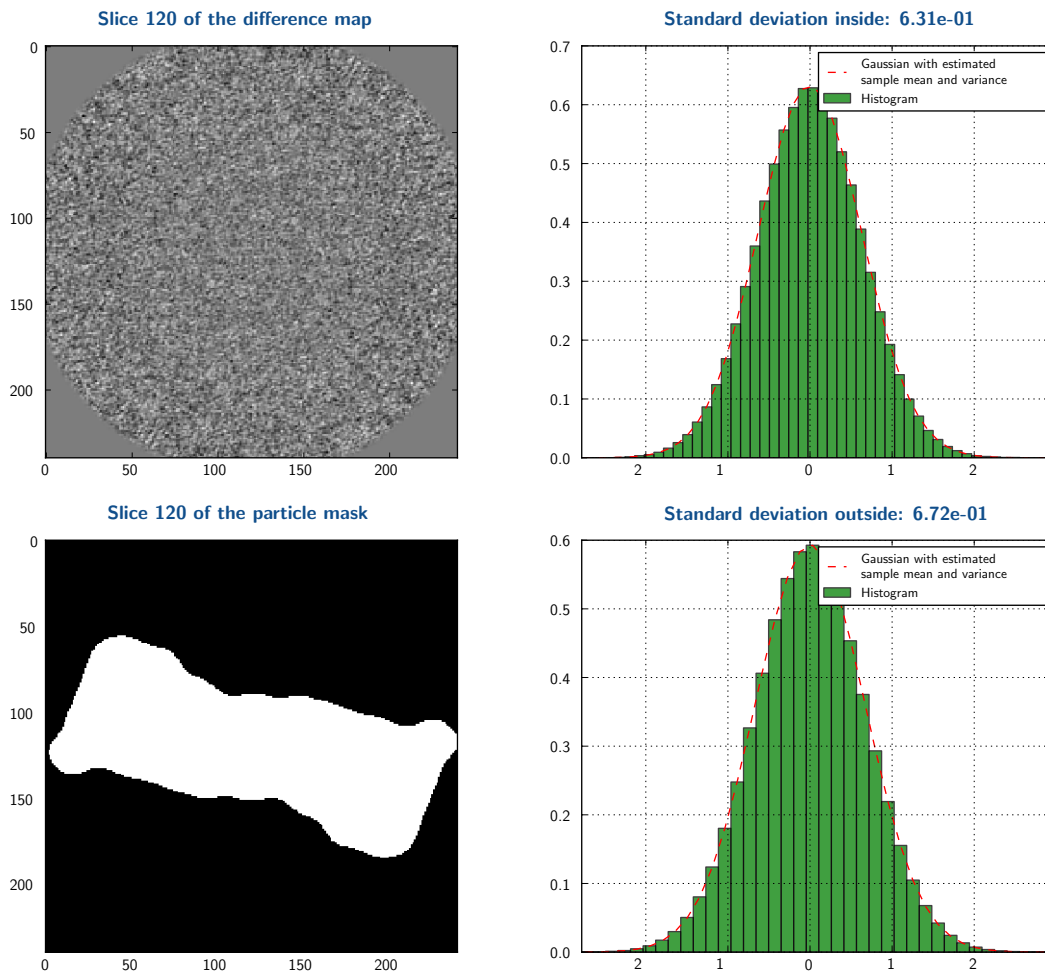 Slice 120 of the difference map
0
50
100
150
200
0 50 100 150 200
Standard deviation inside: 6.31e-01
0.7
0.6
0.5
0.4
0.3
0.2
0.1
0.0
2 1 0 1 2
Gaussian with estimated
sample mean and variance
Histogram
Slice 120 of the particle mask
0
50
100
150
200
0 50 100 150 200
Standard deviation outside: 6.72e-01
0.6
0.5
0.4
0.3
0.2
0.1
0.0
2 1 0 1 2
Gaussian with estimated
sample mean and variance
Histogram